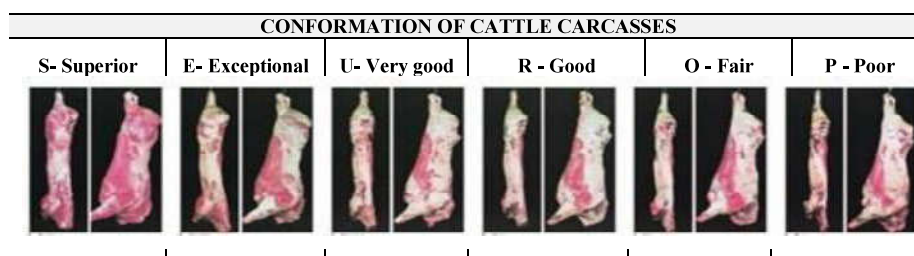 CONFORMATION OF CATTLE CARCASSES
S- Superior E- Exceptional U- Very good R - Good O - Fair P - Poor